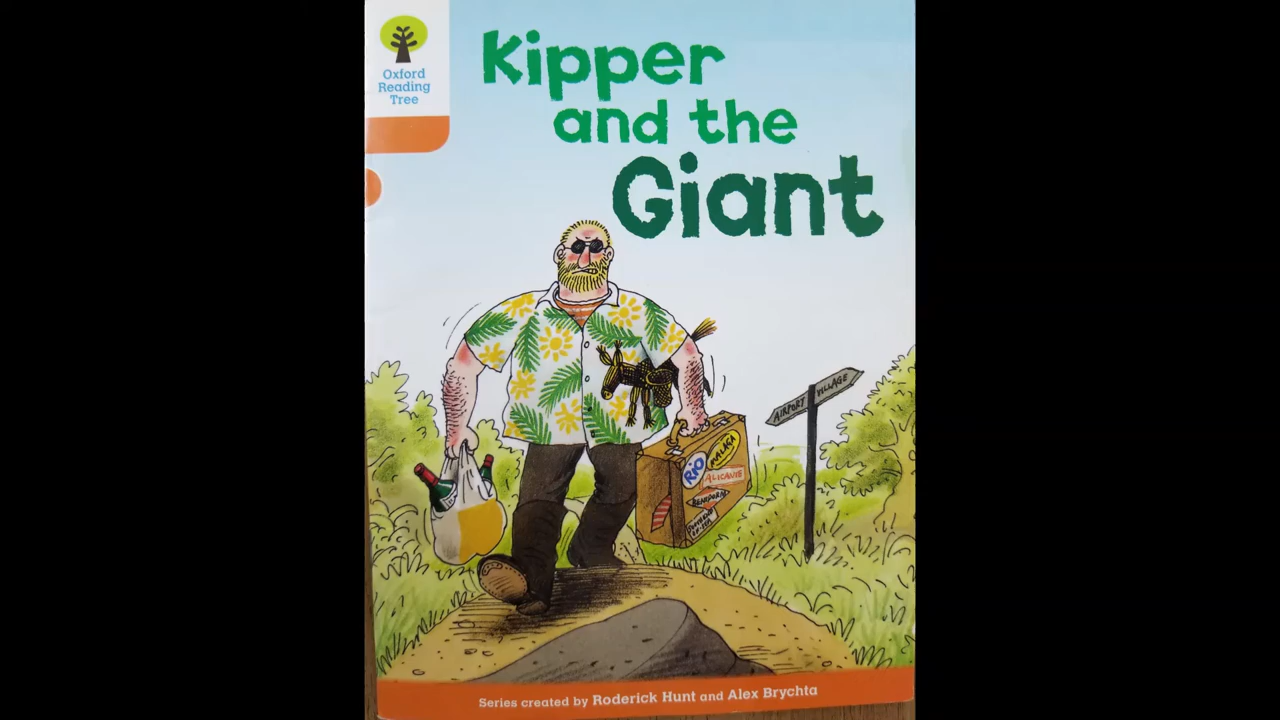 Oxford
Reading
Tree
Kipper
and the
Giant
AIRPORT
VILLAGE
RIO
MALAGA
ALICANTE
BENIDORM
Series created by Roderick Hunt and Alex Brychta